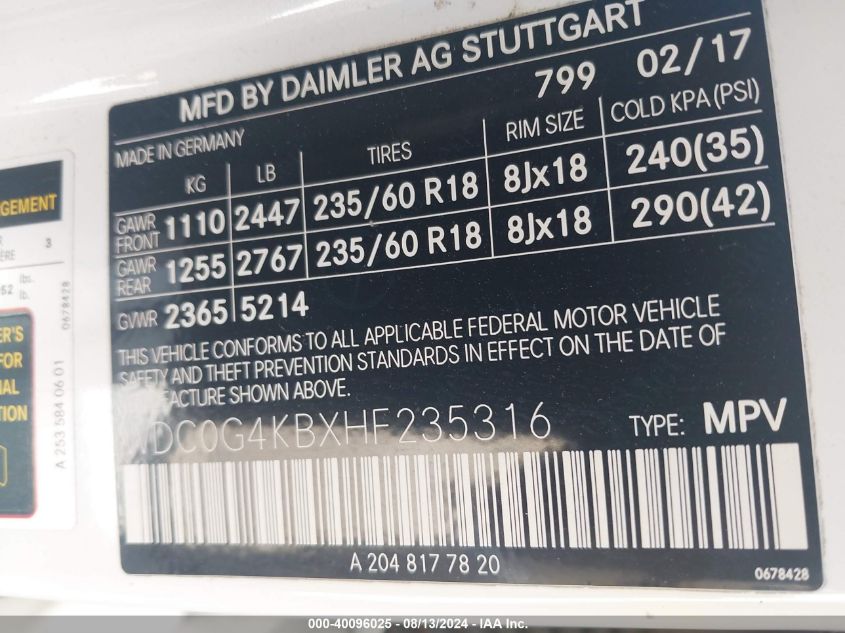 MFD BY DAIMLER AG STUTTGART
799 02/17
MADE IN GERMANY
KG LB TIRES RIM SIZE COLD KPA (PSI)
GAWR FRONT 1110 2447 235/60 R18 8Jx18 240(35)
GAWR REAR 1255 2767 235/60 R18 8Jx18 290(42)
GVWR 2365 5214
THIS VEHICLE CONFORMS TO ALL APPLICABLE FEDERAL MOTOR VEHICLE
SAFETY AND THEFT PREVENTION STANDARDS IN EFFECT ON THE DATE OF
MANUFACTURE SHOWN ABOVE.
DC0G4KBXHF235316 TYPE: MPV
A 204 817 78 20
0678428
3
lbs.
lb.
0678428
FOR
A 253 584 06 01
000-40096025 - 08/13/2024 - IAA Inc.